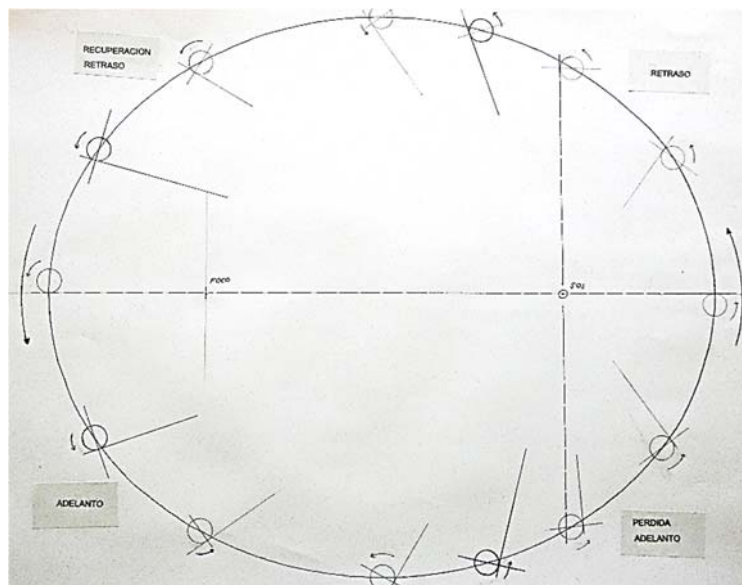 RECUPERACION
RETRASO
RETRASO
FOCO
SOL
ADELANTO
PERDIDA
ADELANTO